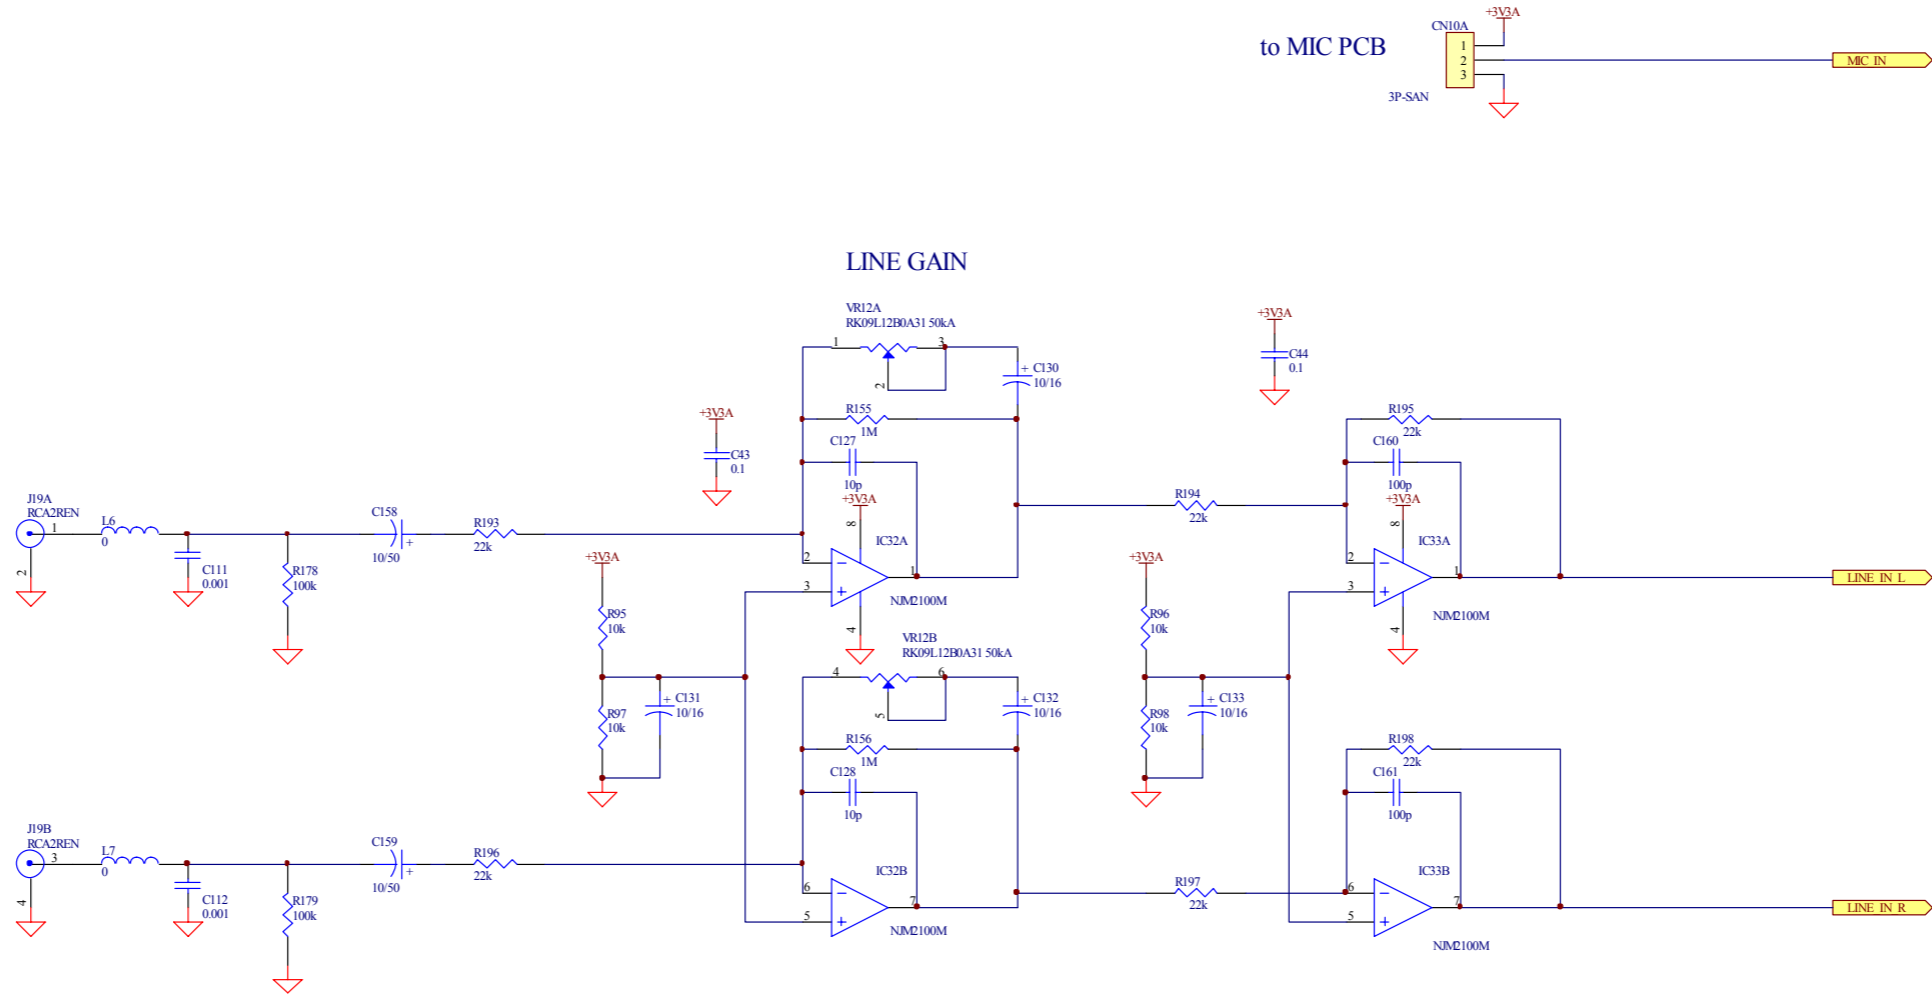 +3V3A
CN10A
to MIC PCB
1
2
3
MIC IN
3P-SAN
LINE GAIN
VR12A
RK09L12B0A31 50kA
1
3
2
+ C130
10/16
+3V3A
C44
0.1
R155
1M
R195
22k
+3V3A
C43
0.1
C127
10p
C160
100p
+3V3A
8
+3V3A
8
R194
22k
J19A
RCA2REN
1
2
L6
0
C111
0.001
R178
100k
C158
+
10/50
R193
22k
IC32A
2
3
1
4
NJM2100M
IC33A
2
3
1
4
NJM2100M
LINE IN L
+3V3A
R95
10k
R97
10k
+ C131
10/16
+3V3A
R96
10k
R98
10k
+ C133
10/16
VR12B
RK09L12B0A31 50kA
4
6
5
+ C132
10/16
R156
1M
R198
22k
C128
10p
C161
100p
J19B
RCA2REN
3
4
L7
0
C112
0.001
R179
100k
C159
+
10/50
R196
22k
IC32B
6
5
7
NJM2100M
R197
22k
IC33B
6
5
7
NJM2100M
LINE IN R